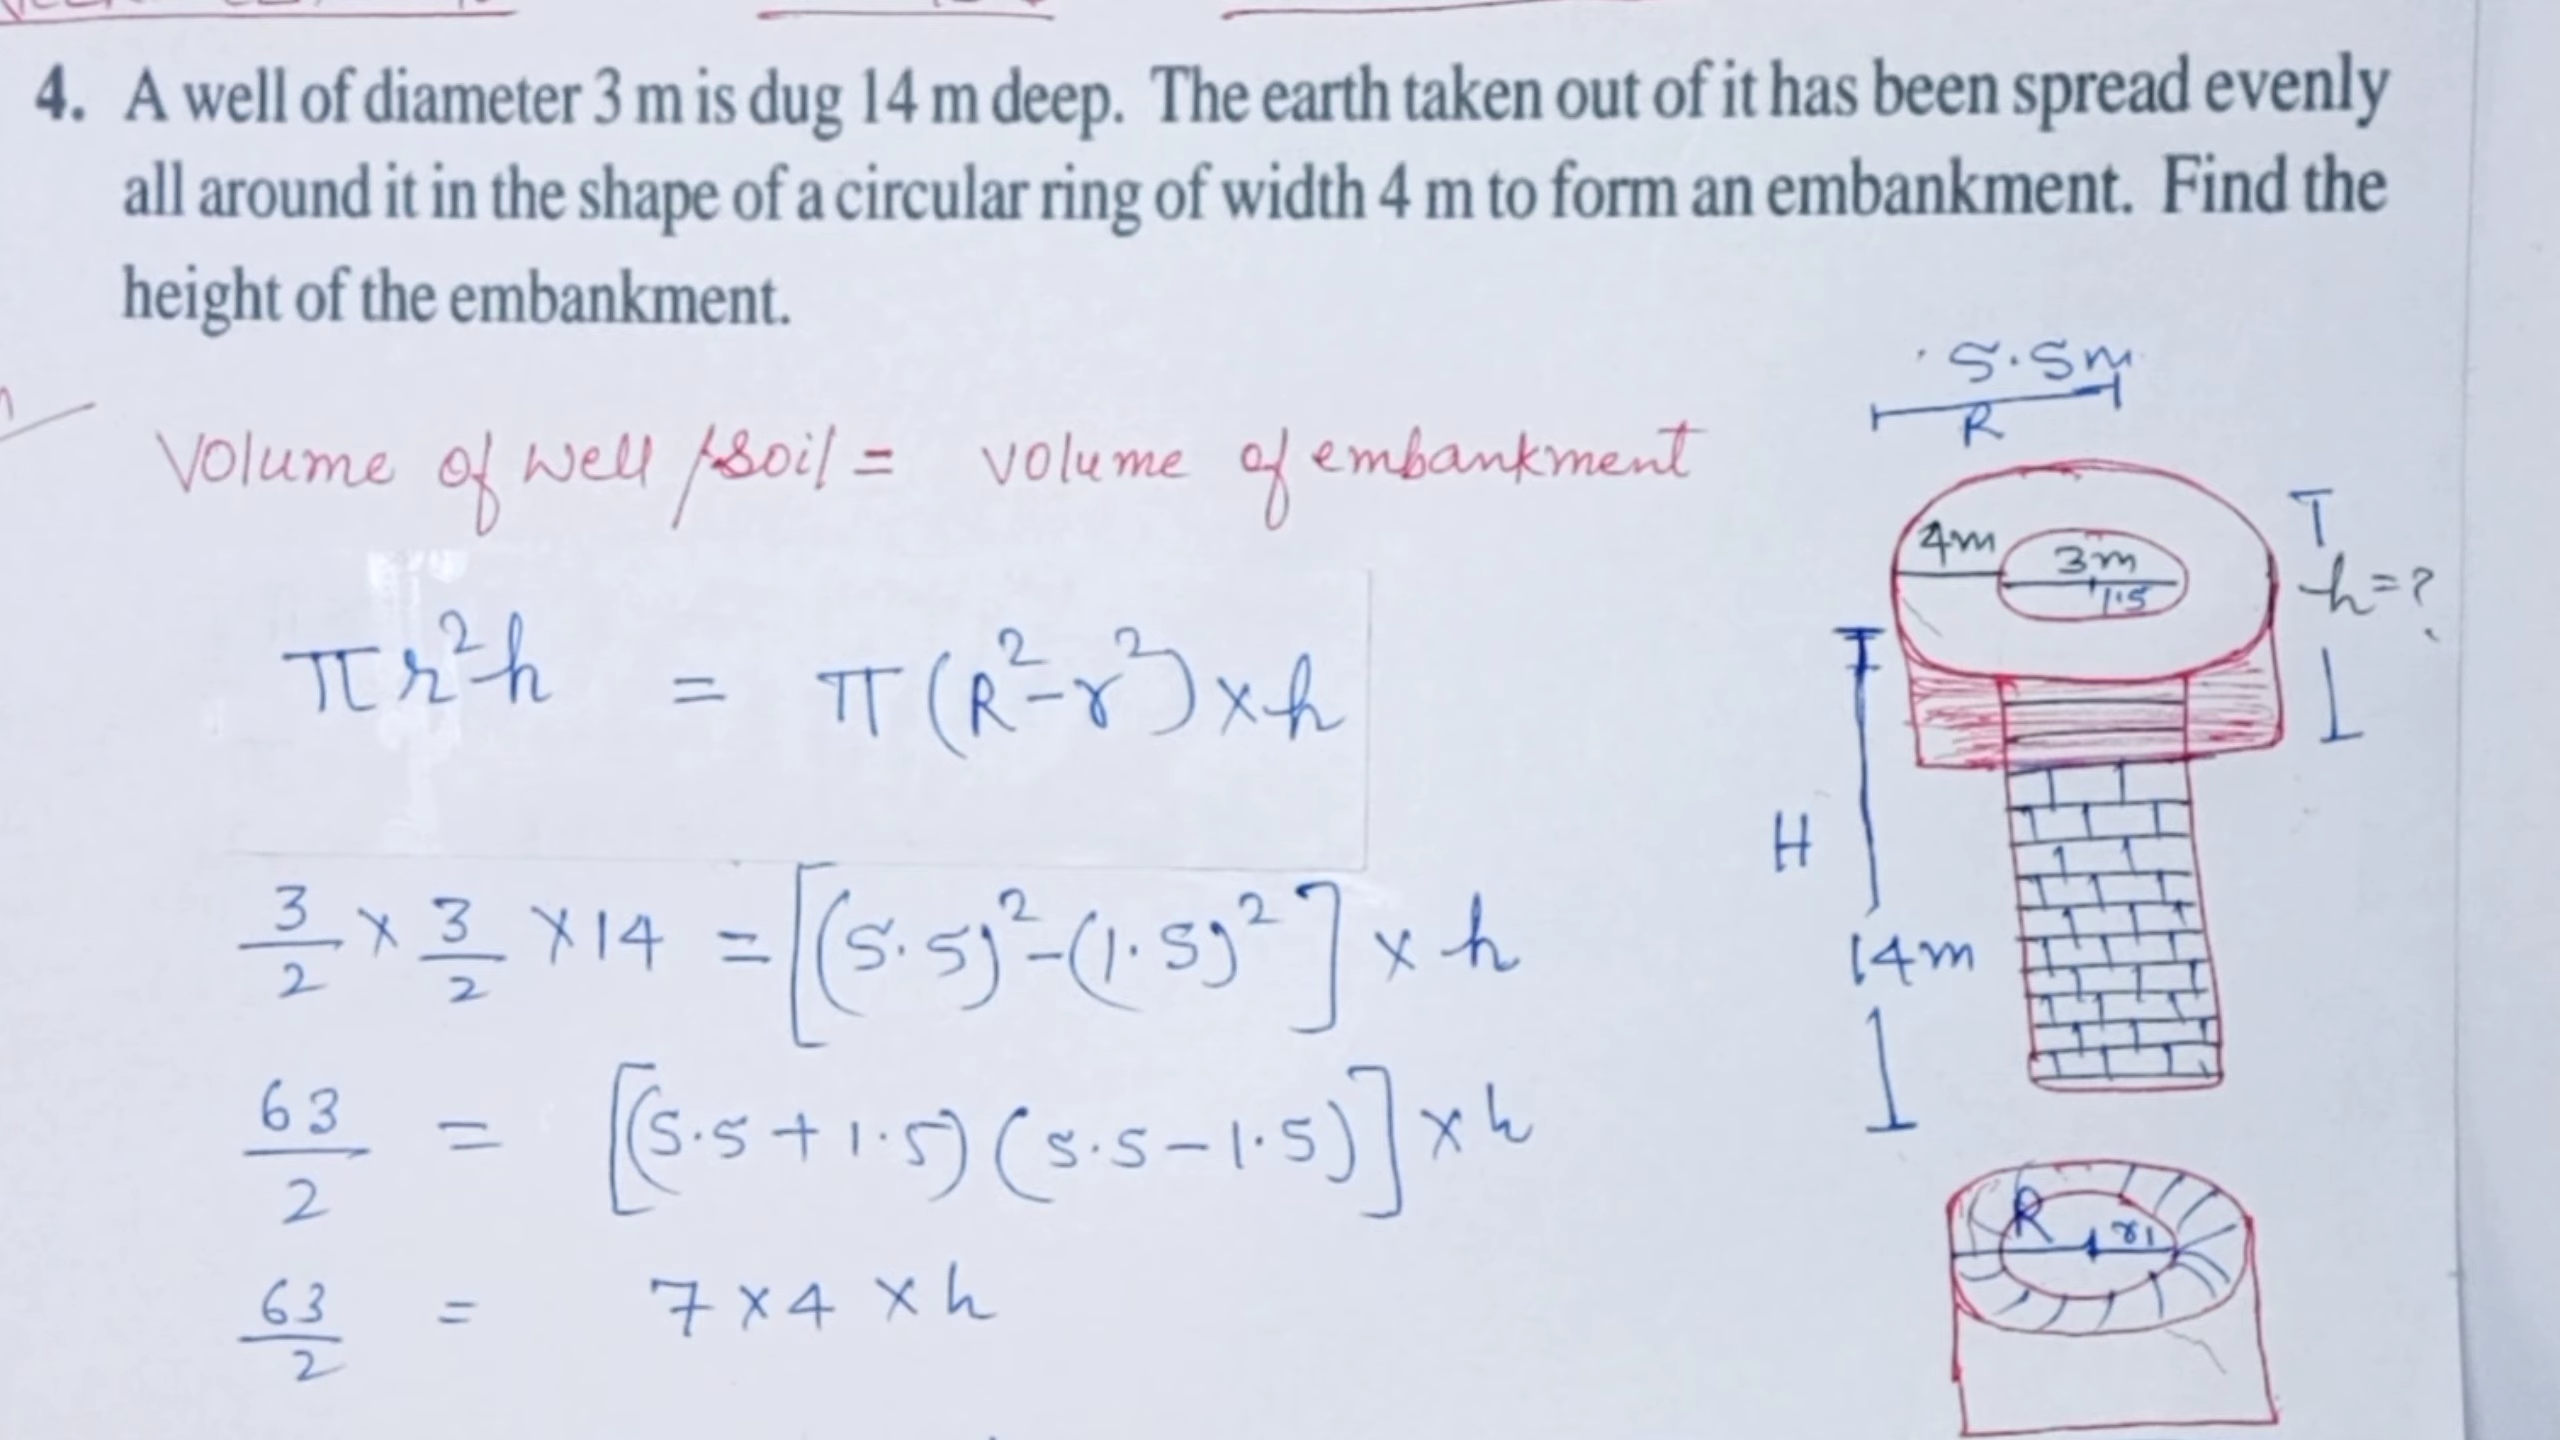 4. A well of diameter 3 m is dug 14 m deep. The earth taken out of it has been spread evenly
all around it in the shape of a circular ring of width 4 m to form an embankment. Find the
height of the embankment.
5.5m
R
Volume of well / soil = volume of embankment
4m 3m
1.5
h=?
πr²h = π(R²-r²)×h
H
14m
3/2 × 3/2 × 14 = [(5.5)²-(1.5)²] × h
63/2 = [(5.5+1.5)(5.5-1.5)] × h
R r1
63/2 = 7×4×h